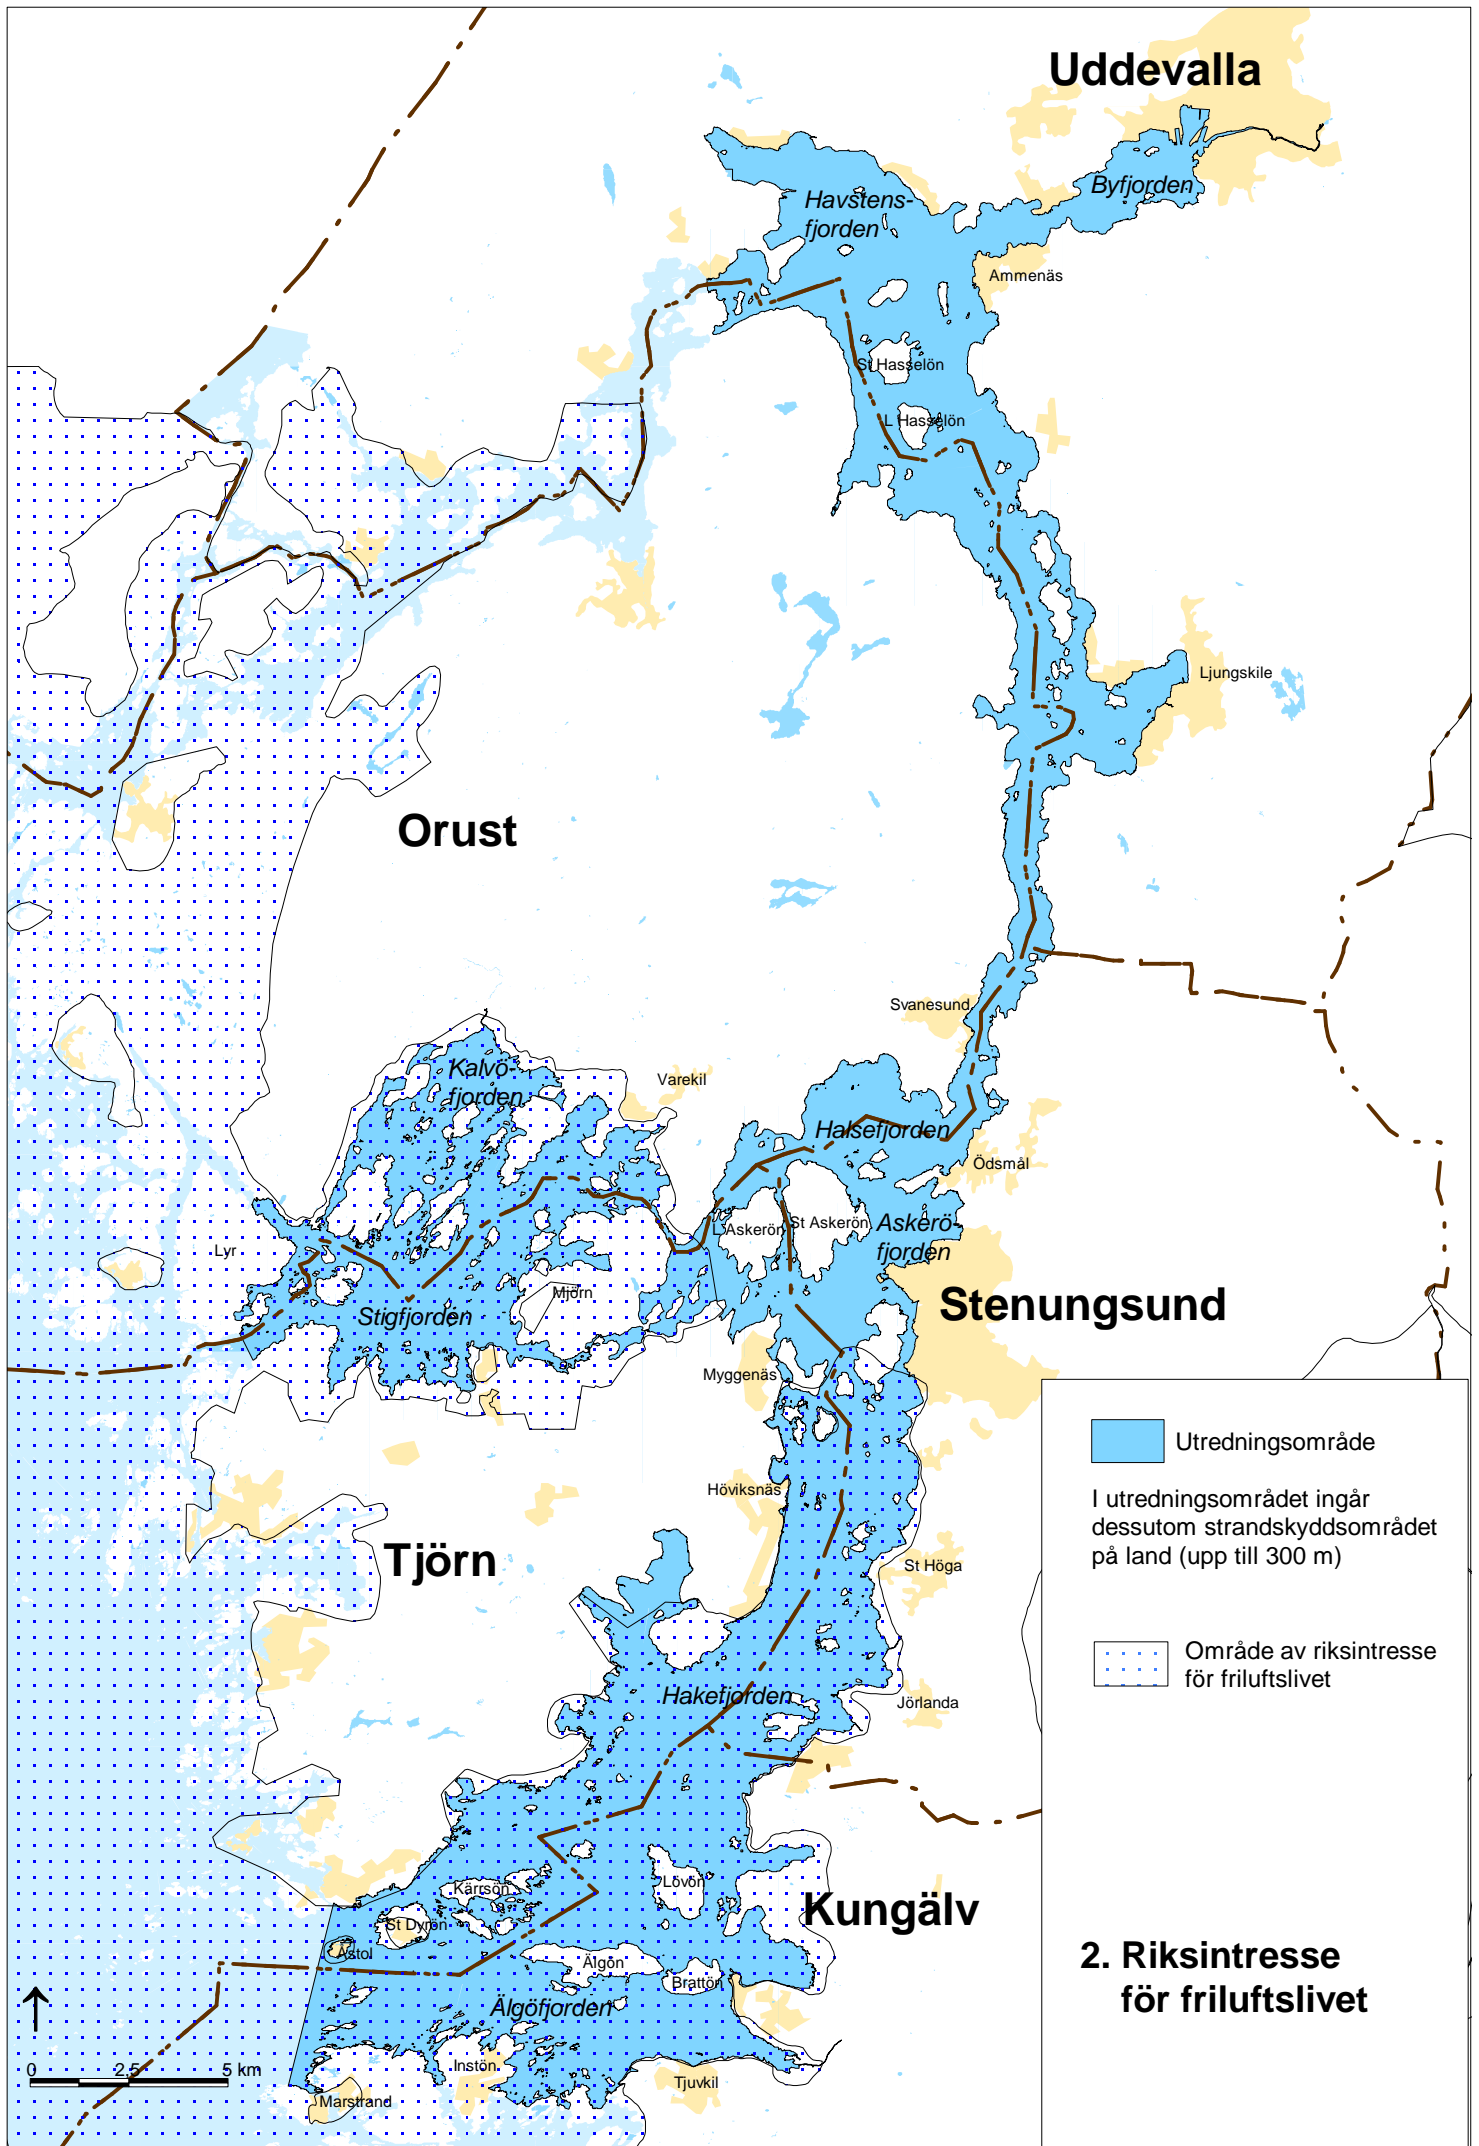 Uddevalla
Byfjorden
Havstens-
fjorden
Ammenäs
St Hasselön
L Hasselön
Ljungskile
Orust
Svanesund
Kalvö-
fjorden
Varekil
Halsefjorden
Ödsmål
L Askerön
St Askerön
Askerö-
fjorden
Lyr
Mjörn
Stigfjorden
Stenungsund
Myggenäs
Höviksnäs
Tjörn
St Höga
Hakefjorden
Jörlanda
Kärrsön
Lövön
St Dyrön
Åstol
Kungälv
Älgön
Brattön
Älgöfjorden
Instön
Tjuvkil
Marstrand
0 2,5 5 km
Utredningsområde
I utredningsområdet ingår
dessutom strandskyddsområdet
på land (upp till 300 m)
Område av riksintresse
för friluftslivet
2. Riksintresse
för friluftslivet